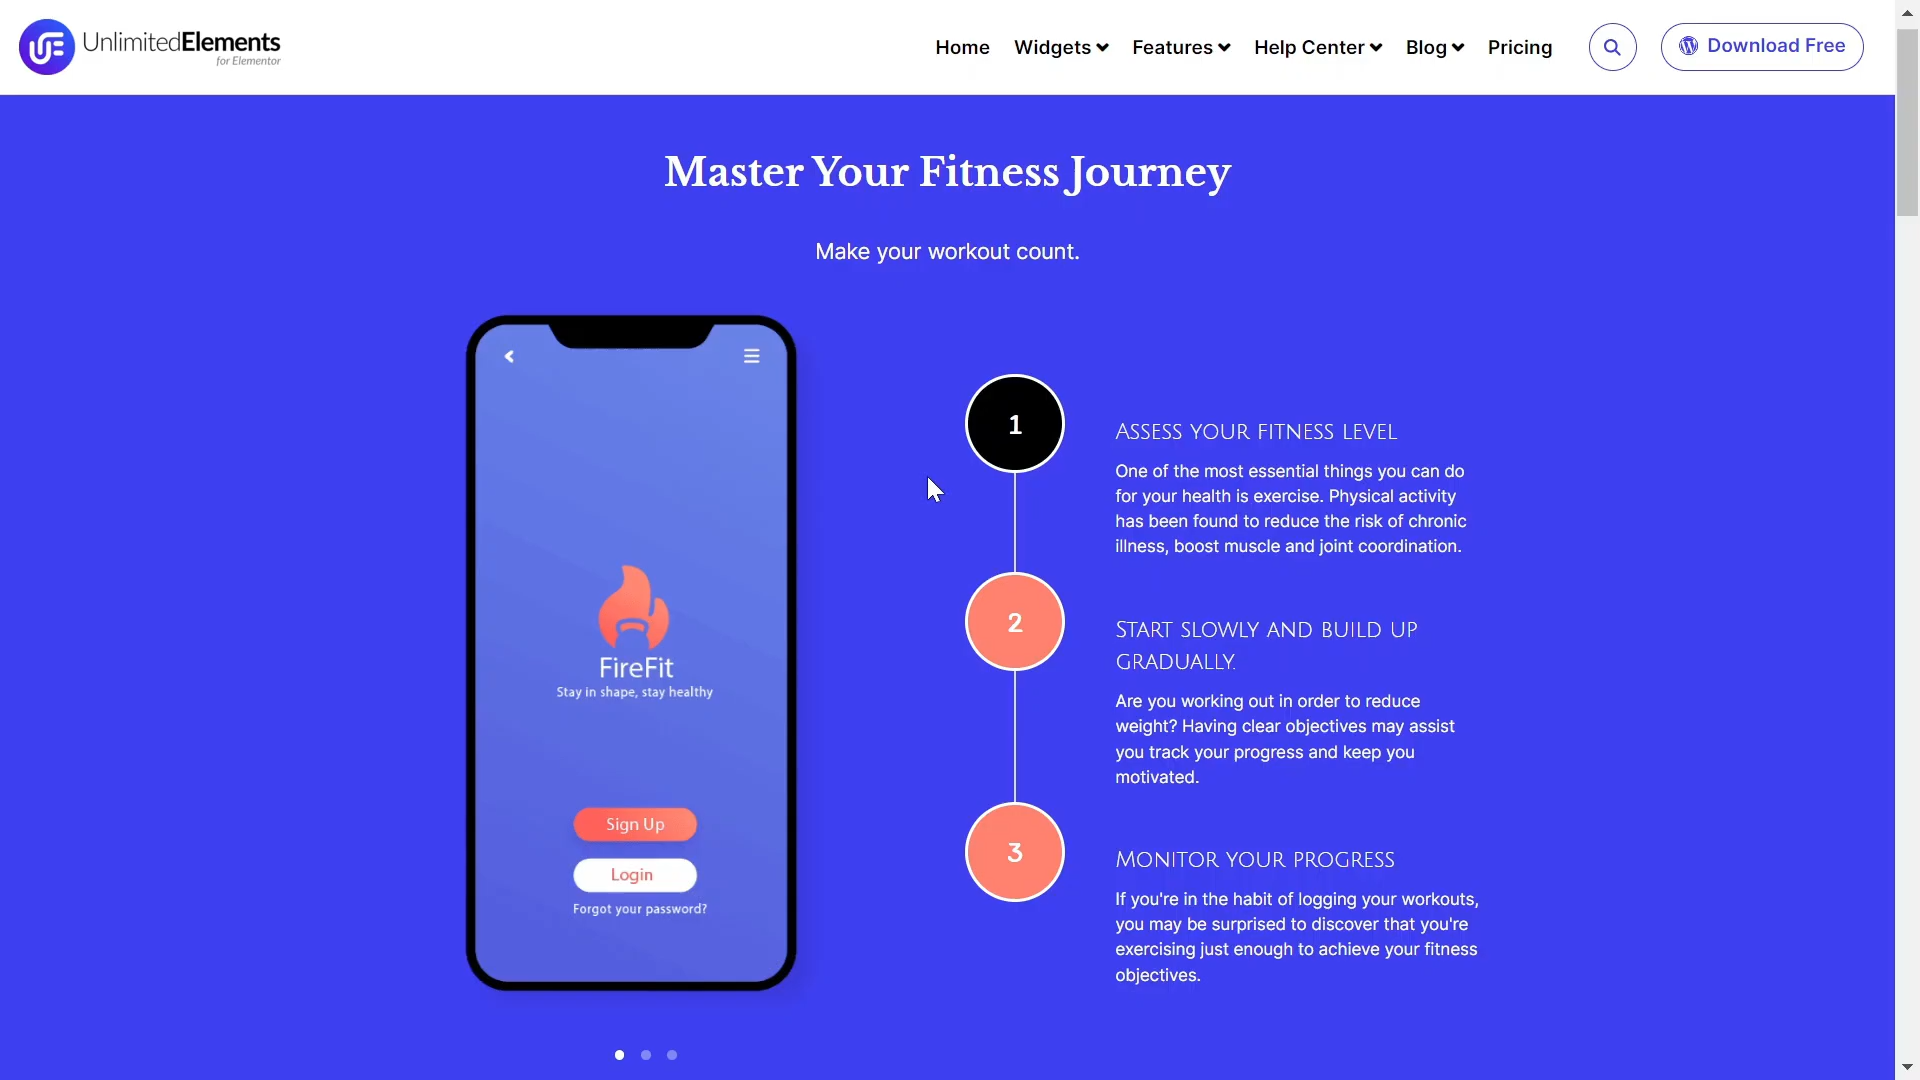 UnlimitedElements
for Elementor
Home Widgets Features Help Center Blog Pricing Download Free
Master Your Fitness Journey
Make your workout count.
FireFit
Stay in shape, stay healthy
Sign Up
Login
Forgot your password?
1
ASSESS YOUR FITNESS LEVEL
One of the most essential things you can do
for your health is exercise. Physical activity
has been found to reduce the risk of chronic
illness, boost muscle and joint coordination.
2
START SLOWLY AND BUILD UP
GRADUALLY.
Are you working out in order to reduce
weight? Having clear objectives may assist
you track your progress and keep you
motivated.
3
MONITOR YOUR PROGRESS
If you're in the habit of logging your workouts,
you may be surprised to discover that you're
exercising just enough to achieve your fitness
objectives.